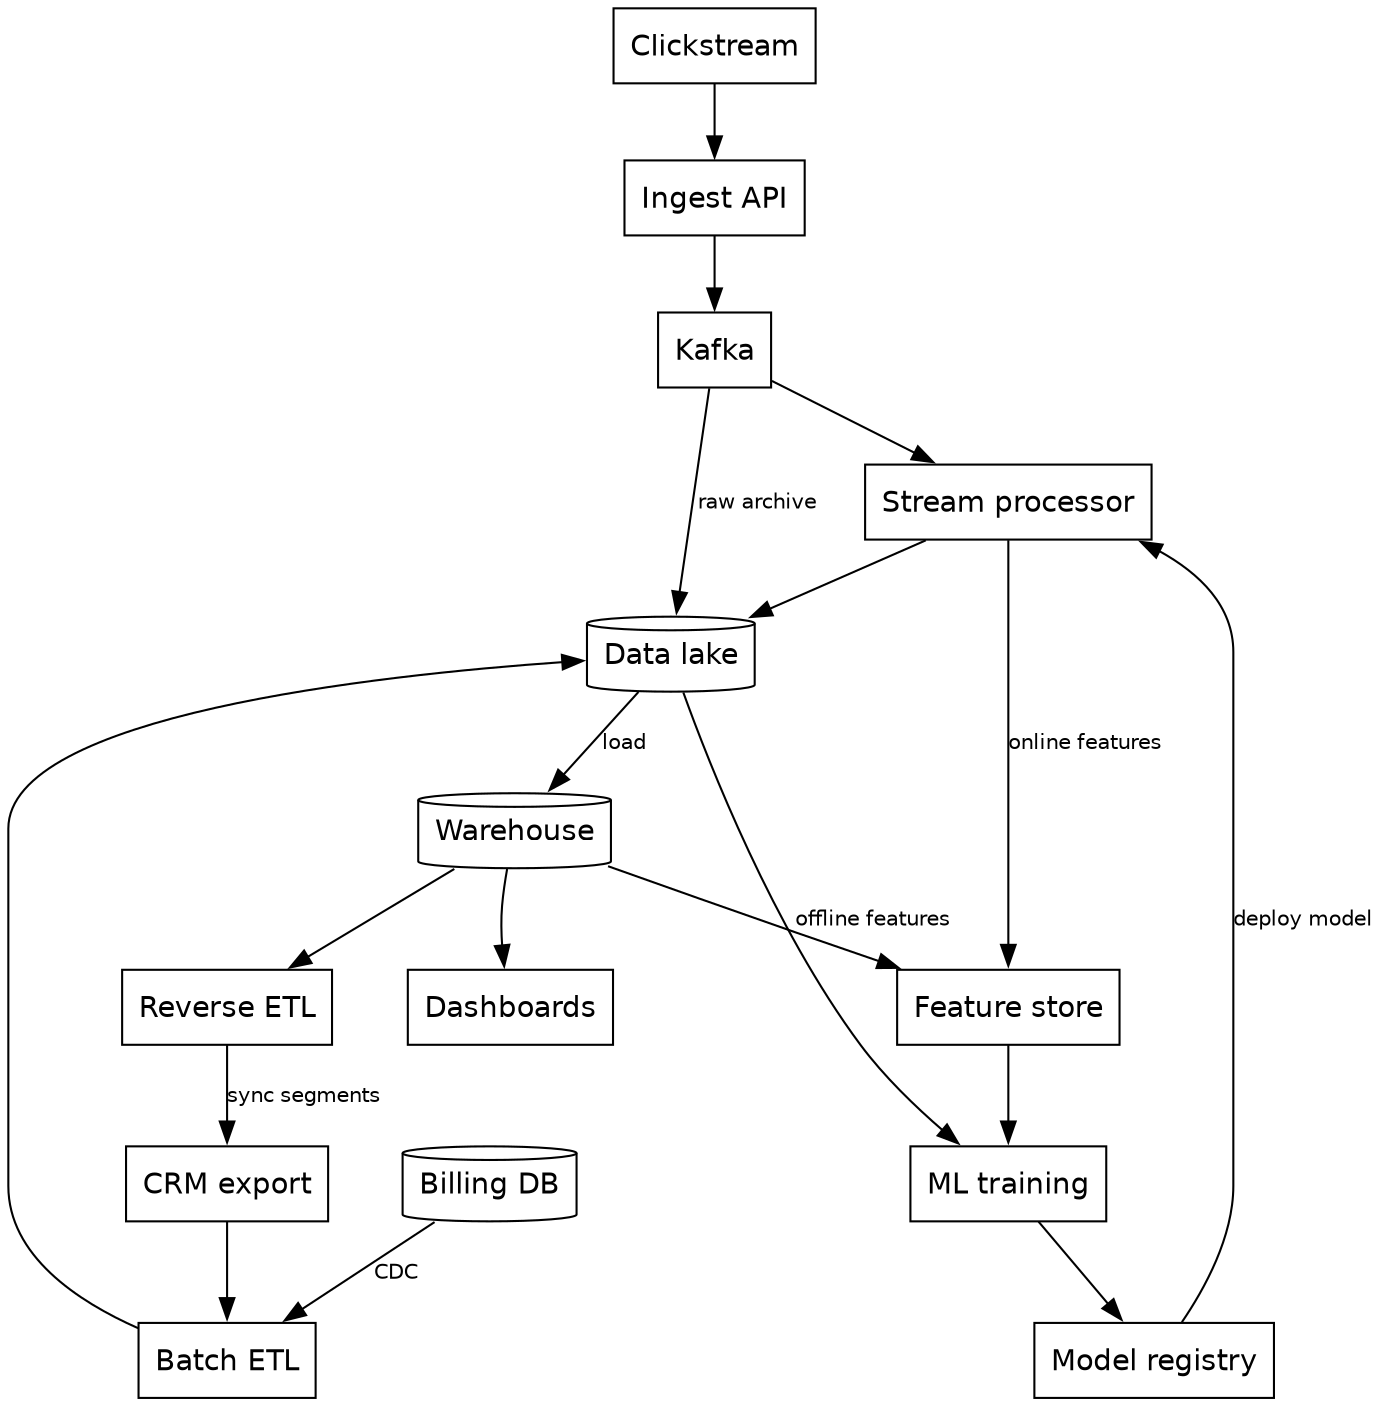 Clickstream
Ingest API
Kafka
raw archive
Stream processor
Data lake
load
online features
Warehouse
offline features
deploy model
Reverse ETL
Dashboards
Feature store
sync segments
CRM export
Billing DB
ML training
CDC
Batch ETL
Model registry